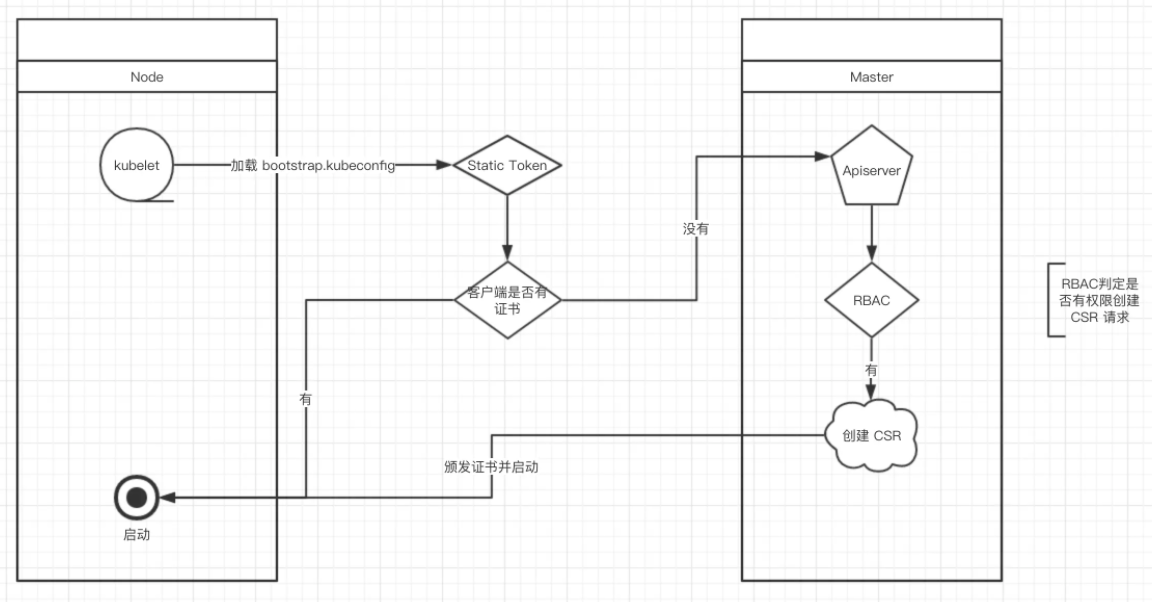 Node
Master
kubelet
加载 bootstrap.kubeconfig
Static Token
Apiserver
没有
客户端是否有
证书
RBAC
RBAC判定是
否有权限创建
CSR 请求
有
有
创建 CSR
颁发证书并启动
启动